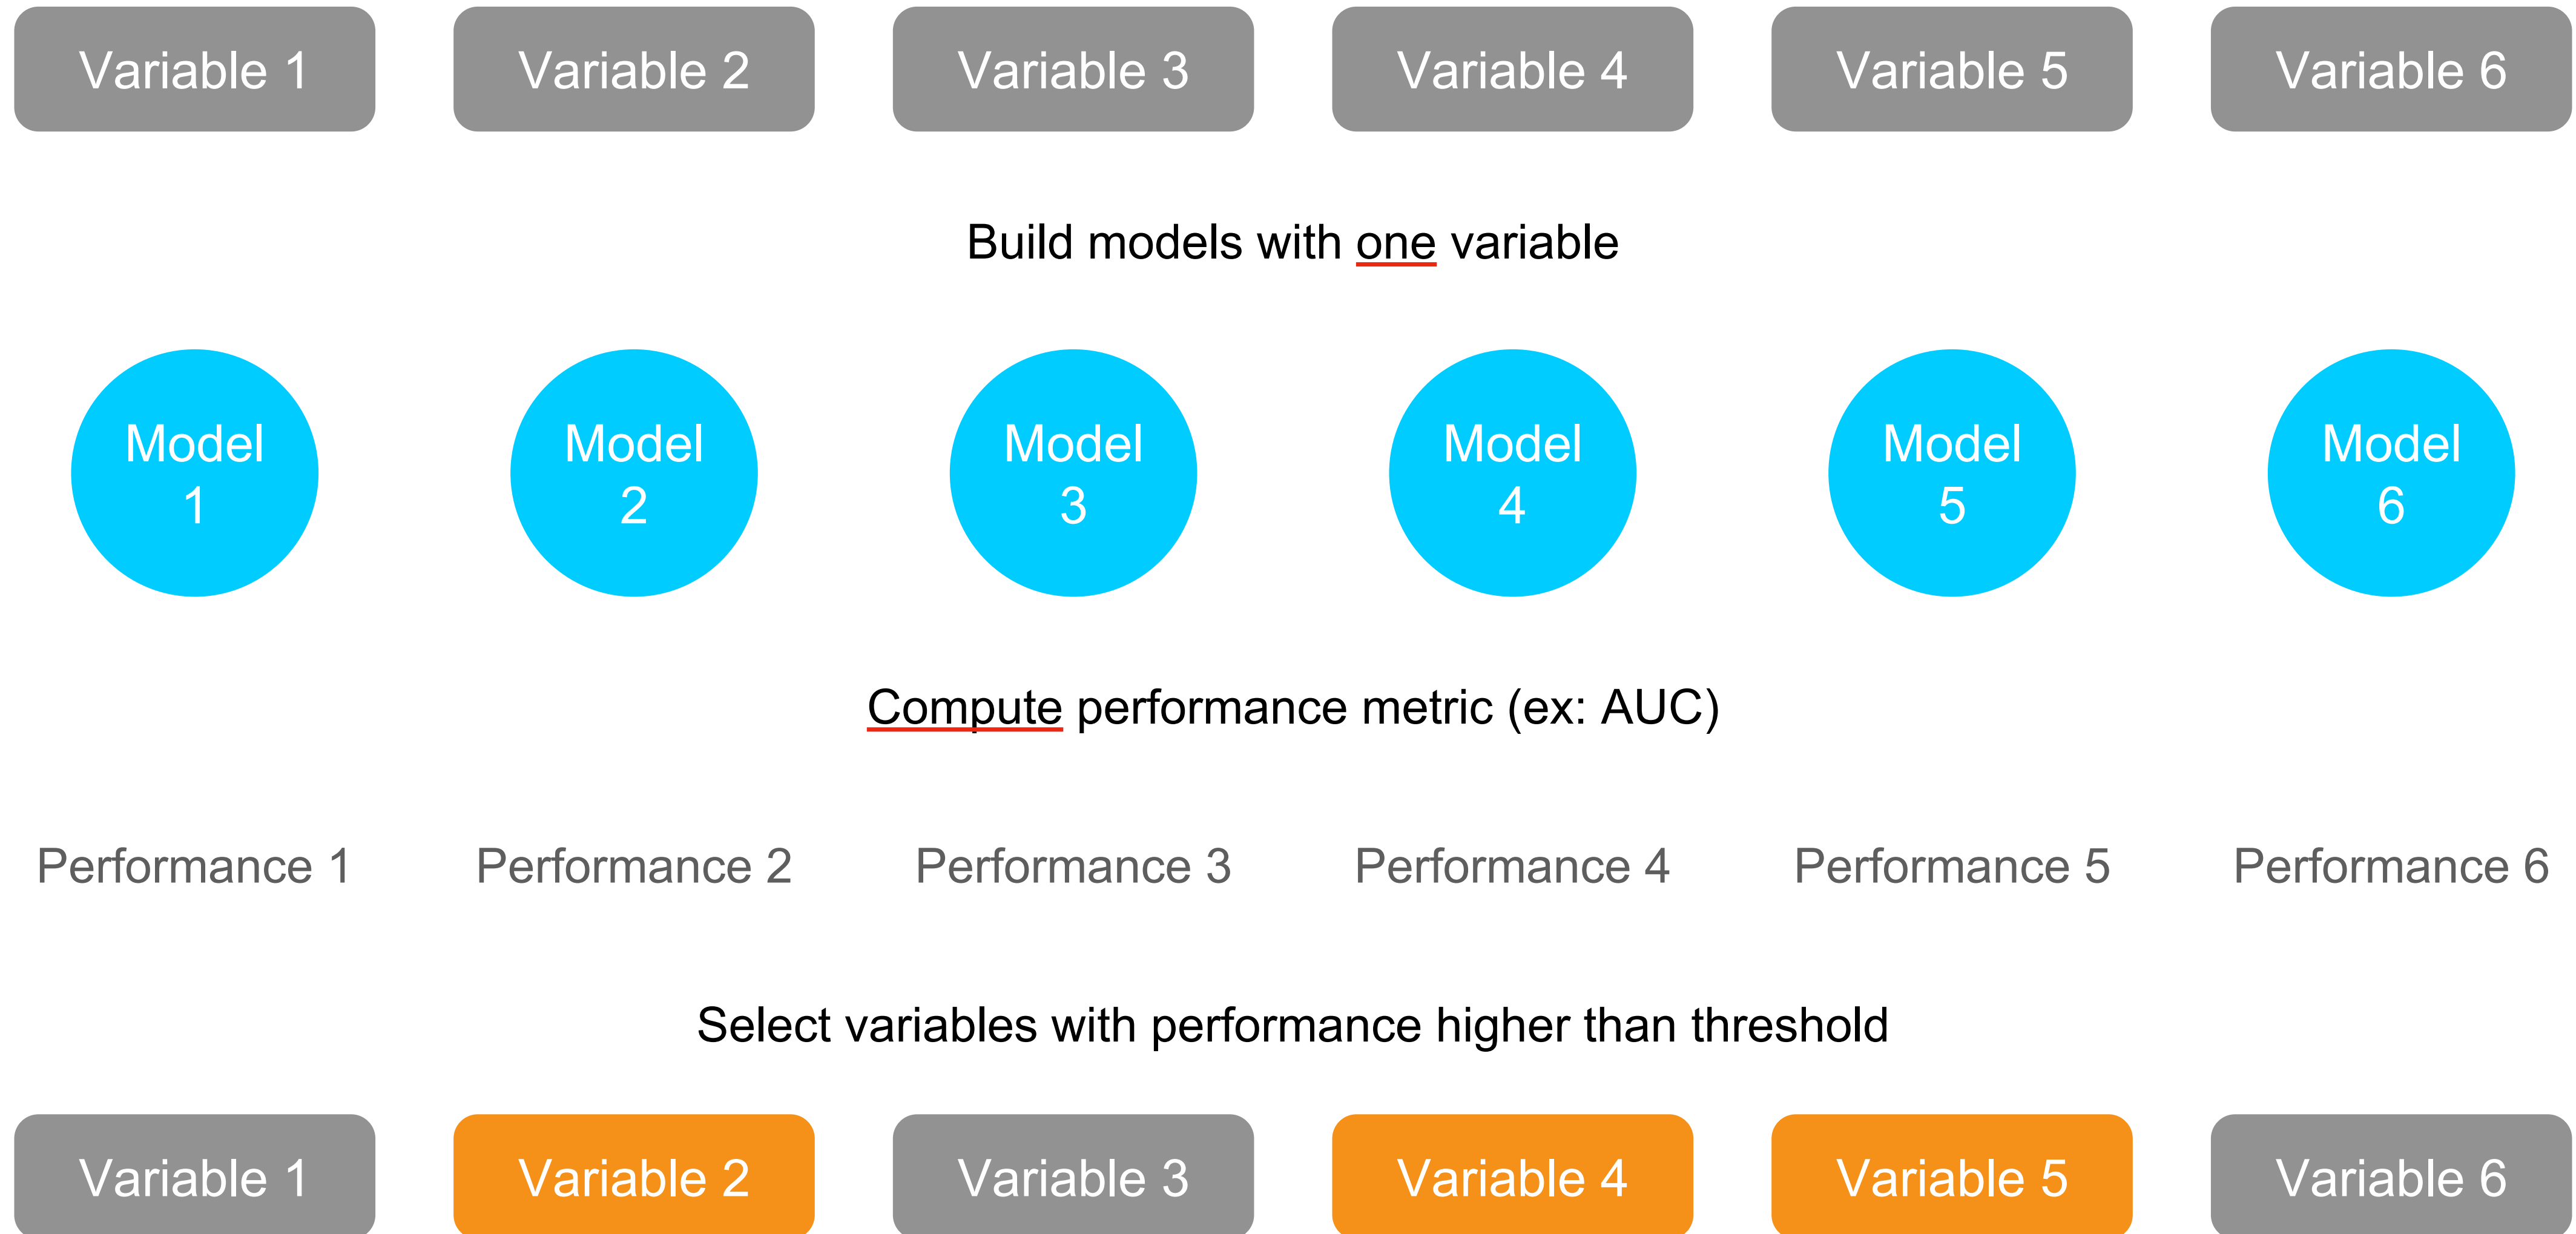 Variable 1 Variable 2 Variable 3 Variable 4 Variable 5 Variable 6
Build models with one variable
Model Model Model Model Model Model
1 2 3 4 5 6
Compute performance metric (ex: AUC)
Performance 1 Performance 2 Performance 3 Performance 4 Performance 5 Performance 6
Select variables with performance higher than threshold
Variable 1 Variable 2 Variable 3 Variable 4 Variable 5 Variable 6